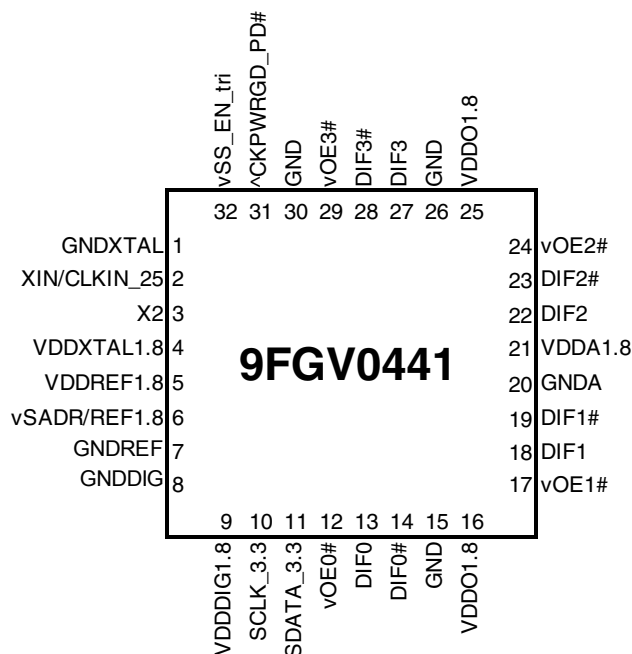 vSS_EN_tri
^CKPWRGD_PD#
GND
vOE3#
DIF3#
DIF3
GND
VDDO1.8
32 31 30 29 28 27 26 25
GNDXTAL 1
XIN/CLKIN_25 2
X2 3
VDDXTAL1.8 4
VDDREF1.8 5
vSADR/REF1.8 6
GNDREF 7
GNDDIG 8
9FGV0441
24 vOE2#
23 DIF2#
22 DIF2
21 VDDA1.8
20 GNDA
19 DIF1#
18 DIF1
17 vOE1#
9 10 11 12 13 14 15 16
VDDDIG1.8
SCLK_3.3
SDATA_3.3
vOE0#
DIF0
DIF0#
GND
VDDO1.8